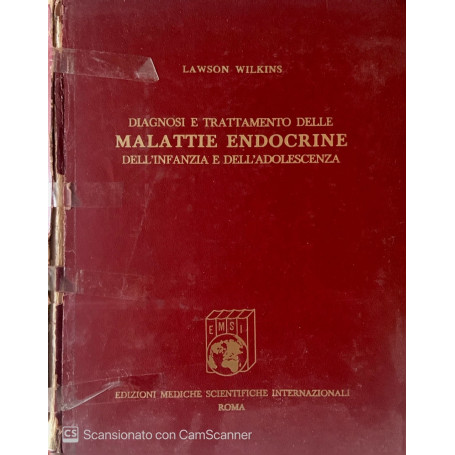 LAWSON WILKINS
DIAGNOSI E TRATTAMENTO DELLE
MALATTIE ENDOCRINE
DELL'INFANZIA E DELL'ADOLESCENZA
EMSI
EDIZIONI MEDICHE SCIENTIFICHE INTERNAZIONALI
ROMA
CS Scansionato con CamScanner